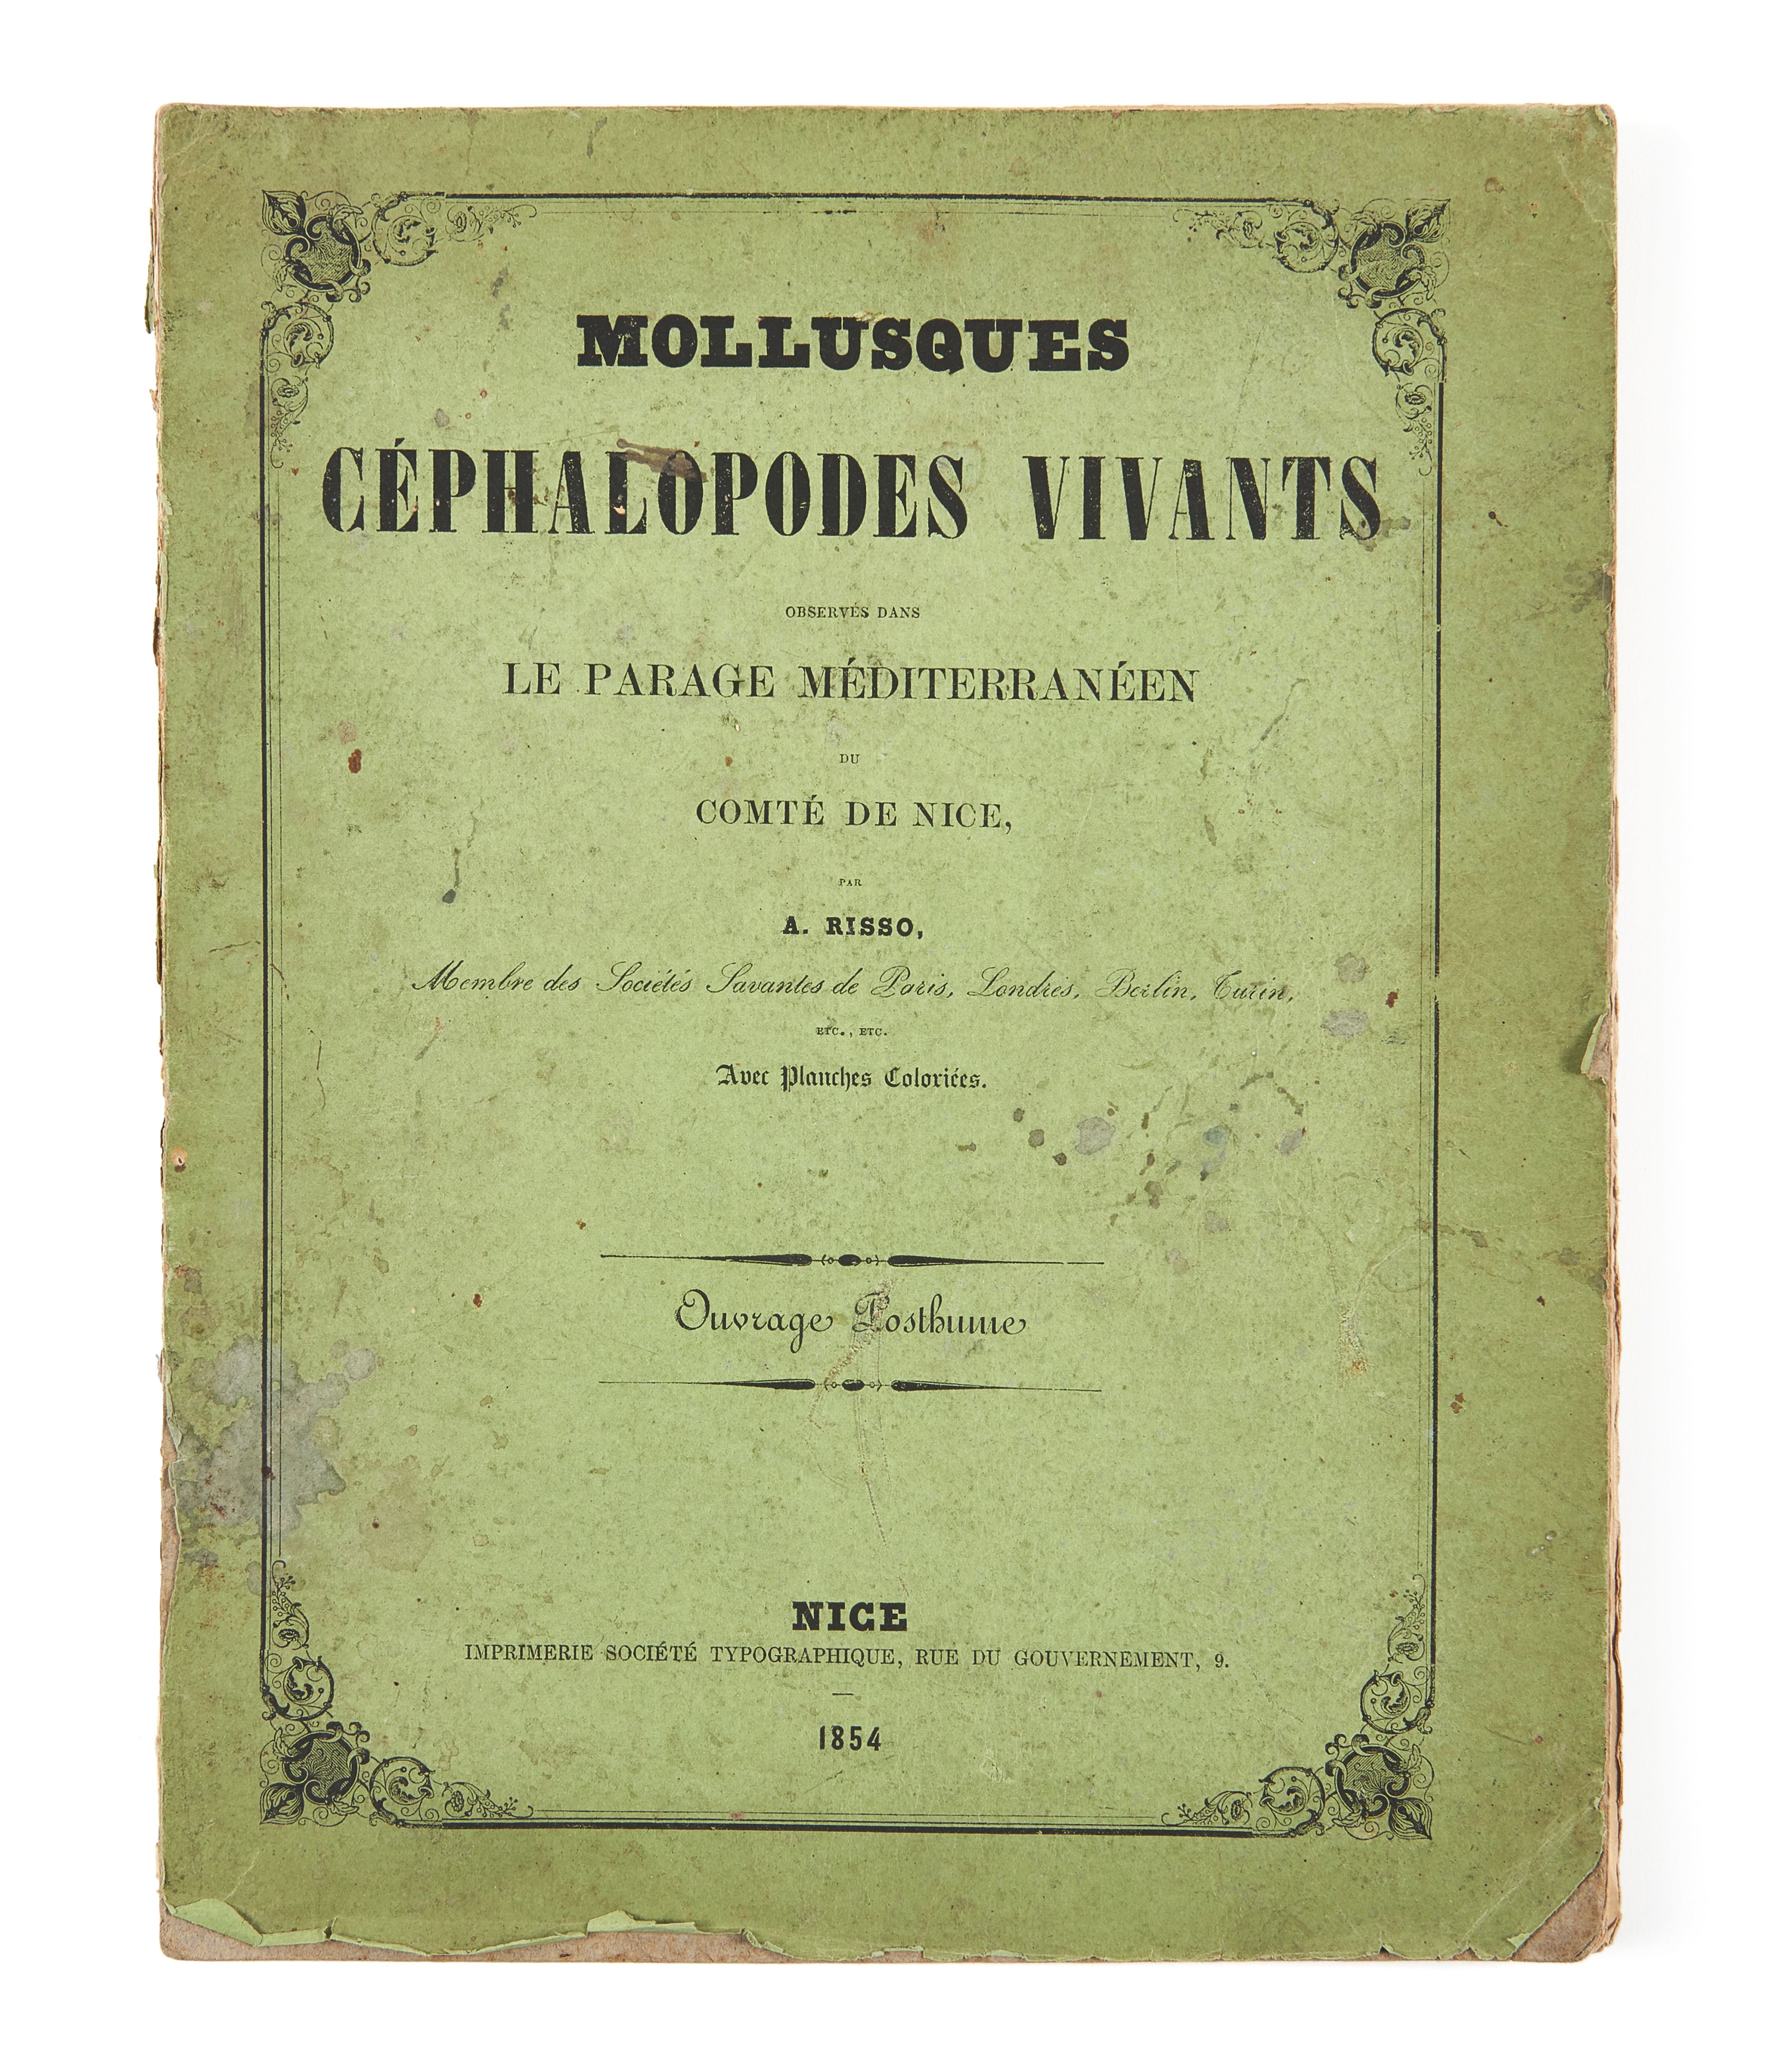 MOLLUSQUES
CÉPHALOPODES VIVANTS
OBSERVÉS DANS
LE PARAGE MÉDITERRANÉEN
DU
COMTÉ DE NICE,
PAR
A. RISSO,
Membre des Sociétés Savantes de Paris, Londres, Berlin, Turin,
ETC., ETC.
Avec Planches Coloriées.
Ouvrage Posthume
NICE
IMPRIMERIE SOCIÉTÉ TYPOGRAPHIQUE, RUE DU GOUVERNEMENT, 9.
1854